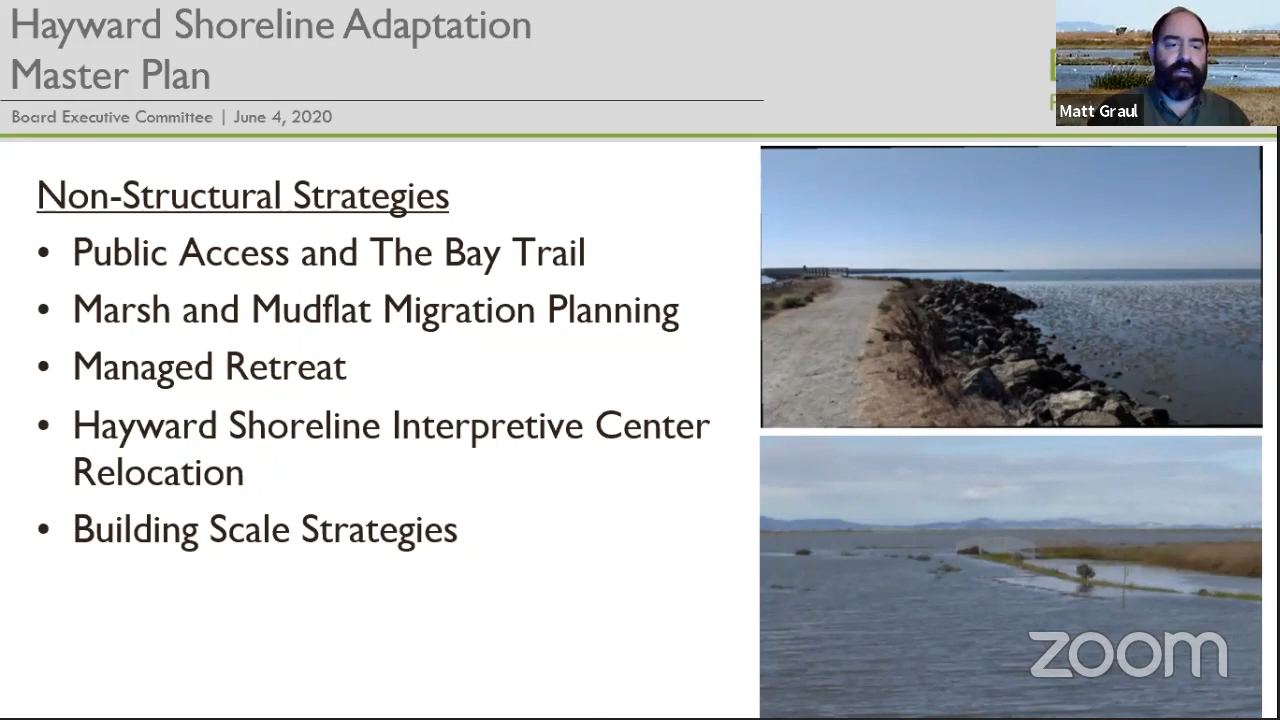 Hayward Shoreline Adaptation
Master Plan
Board Executive Committee | June 4, 2020
Matt Graul
Non-Structural Strategies
• Public Access and The Bay Trail
• Marsh and Mudflat Migration Planning
• Managed Retreat
• Hayward Shoreline Interpretive Center
Relocation
• Building Scale Strategies
zoom